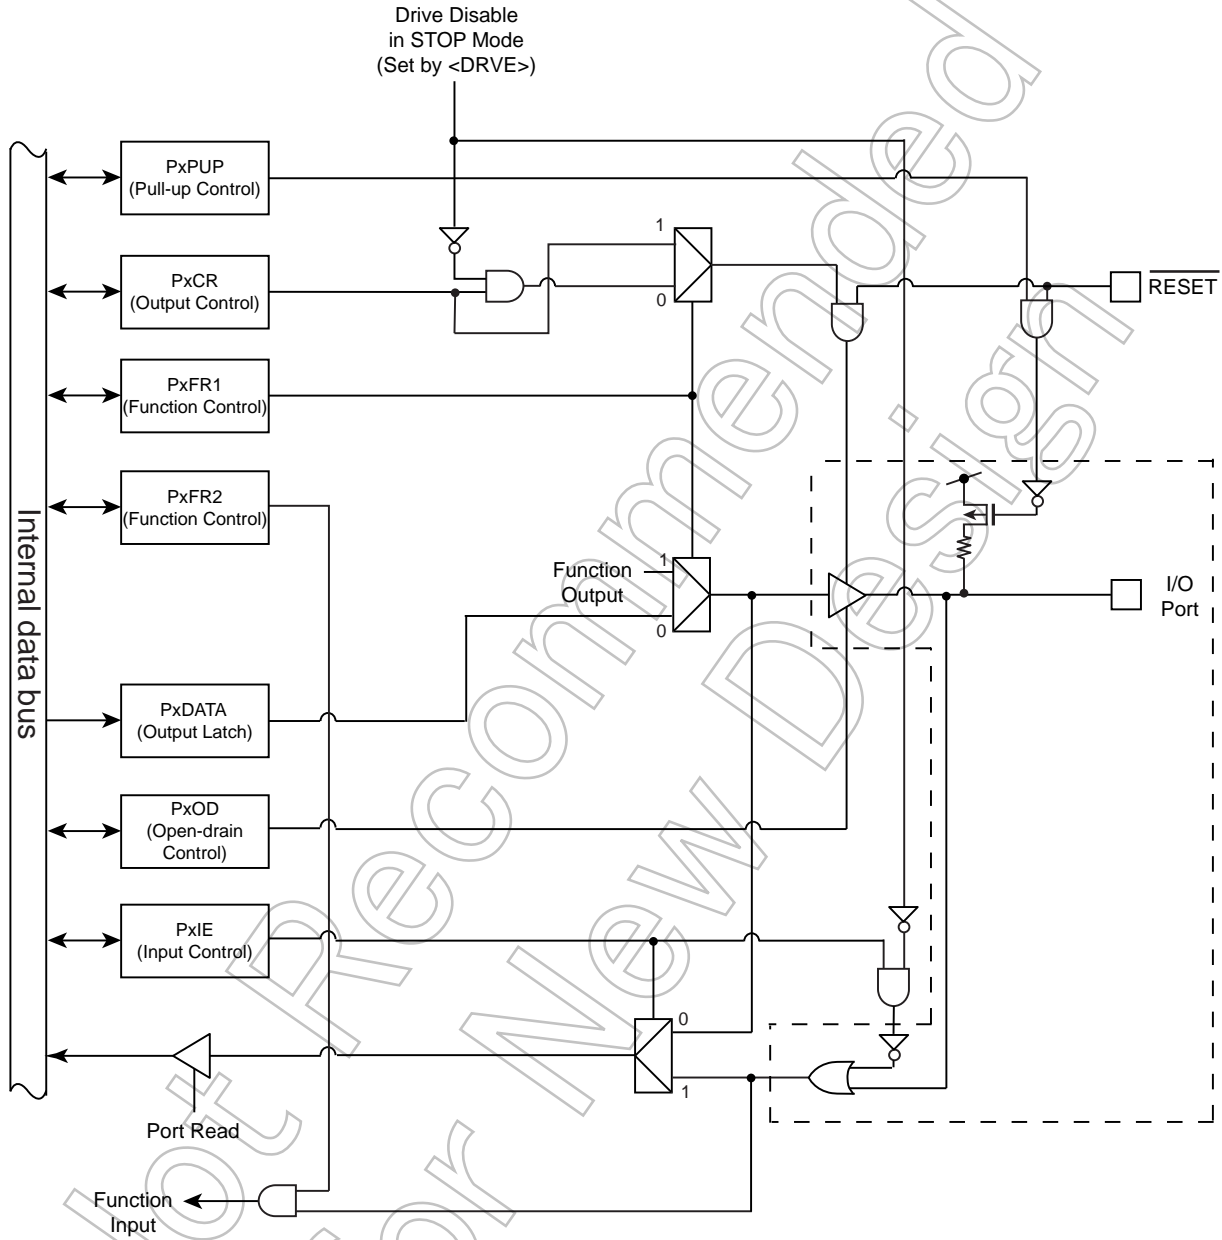 Drive Disable
in STOP Mode
(Set by <DRVE>)
PxPUP
(Pull-up Control)
1
PxCR
(Output Control)
0
RESET
PxFR1
(Function Control)
PxFR2
(Function Control)
Internal data bus
1
Function
Output
0
I/O
Port
PxDATA
(Output Latch)
PxOD
(Open-drain
Control)
PxIE
(Input Control)
0
1
Port Read
Function
Input
Not Recommended
for New Design